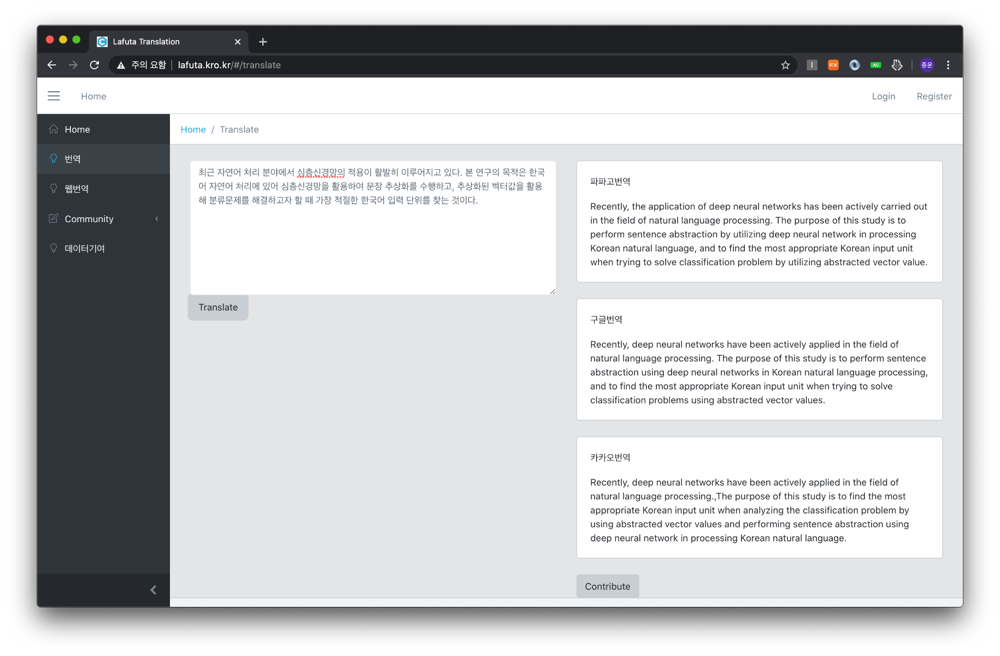 Lafuta Translation
주의 요함
lafuta.kro.kr/#/translate
I
EX
AC
종운
Home
Login
Register
Home
번역
웹번역
Community
데이터기여
Home / Translate
최근 자연어 처리 분야에서 심층신경망의 적용이 활발히 이루어지고 있다. 본 연구의 목적은 한국
어 자연어 처리에 있어 심층신경망을 활용하여 문장 추상화를 수행하고, 추상화된 벡터값을 활용
해 분류문제를 해결하고자 할 때 가장 적절한 한국어 입력 단위를 찾는 것이다.
Translate
파파고번역
Recently, the application of deep neural networks has been actively carried out
in the field of natural language processing. The purpose of this study is to
perform sentence abstraction by utilizing deep neural network in processing
Korean natural language, and to find the most appropriate Korean input unit
when trying to solve classification problem by utilizing abstracted vector value.
구글번역
Recently, deep neural networks have been actively applied in the field of
natural language processing. The purpose of this study is to perform sentence
abstraction using deep neural networks in Korean natural language processing,
and to find the most appropriate Korean input unit when trying to solve
classification problems using abstracted vector values.
카카오번역
Recently, deep neural networks have been actively applied in the field of
natural language processing.,The purpose of this study is to find the most
appropriate Korean input unit when analyzing the classification problem by
using abstracted vector values and performing sentence abstraction using
deep neural network in processing Korean natural language.
Contribute